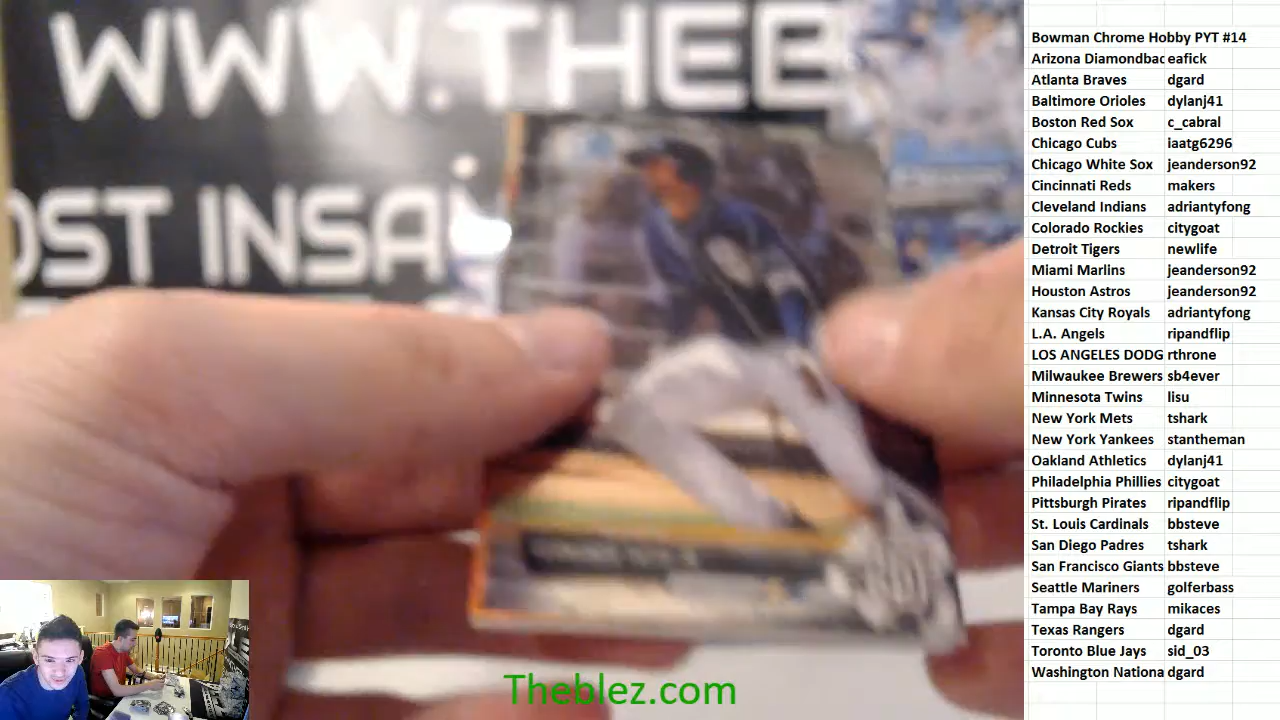 WWW.THEB
OST INSA
Theblez.com
Bowman Chrome Hobby PYT #14
Arizona Diamondbac eafick
Atlanta Braves dgard
Baltimore Orioles dylanj41
Boston Red Sox c_cabral
Chicago Cubs iaatg6296
Chicago White Sox jeanderson92
Cincinnati Reds makers
Cleveland Indians adriantyfong
Colorado Rockies citygoat
Detroit Tigers newlife
Miami Marlins jeanderson92
Houston Astros jeanderson92
Kansas City Royals adriantyfong
L.A. Angels ripandflip
LOS ANGELES DODG rthrone
Milwaukee Brewers sb4ever
Minnesota Twins lisu
New York Mets tshark
New York Yankees stantheman
Oakland Athletics dylanj41
Philadelphia Phillies citygoat
Pittsburgh Pirates ripandflip
St. Louis Cardinals bbsteve
San Diego Padres tshark
San Francisco Giants bbsteve
Seattle Mariners golferbass
Tampa Bay Rays mikaces
Texas Rangers dgard
Toronto Blue Jays sid_03
Washington Nationa dgard